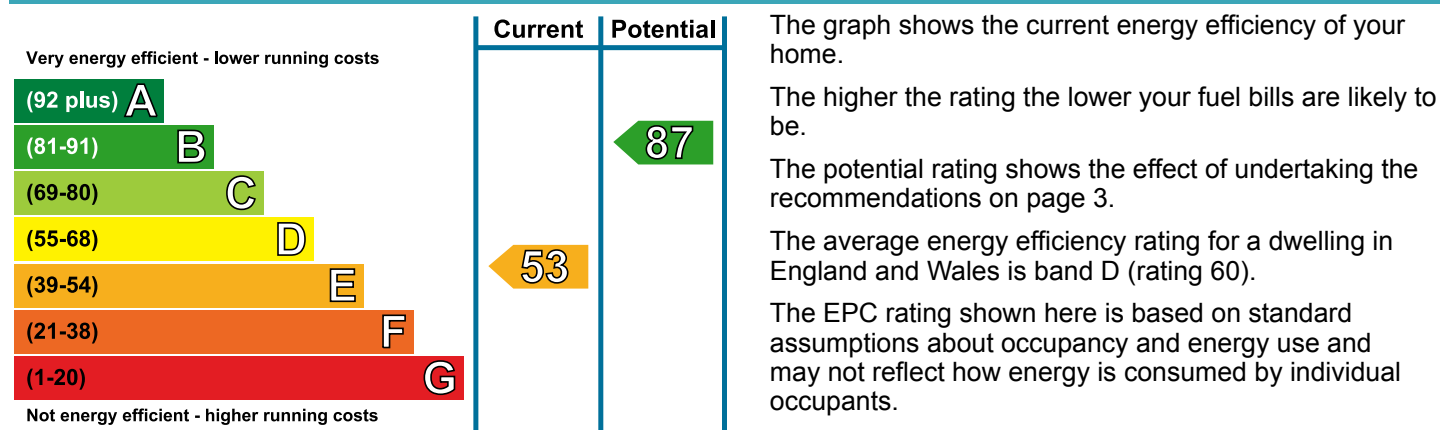 Current Potential
Very energy efficient - lower running costs
(92 plus) A
(81-91) B
87
(69-80) C
(55-68) D
53
(39-54) E
(21-38) F
(1-20) G
Not energy efficient - higher running costs
The graph shows the current energy efficiency of your
home.
The higher the rating the lower your fuel bills are likely to
be.
The potential rating shows the effect of undertaking the
recommendations on page 3.
The average energy efficiency rating for a dwelling in
England and Wales is band D (rating 60).
The EPC rating shown here is based on standard
assumptions about occupancy and energy use and
may not reflect how energy is consumed by individual
occupants.